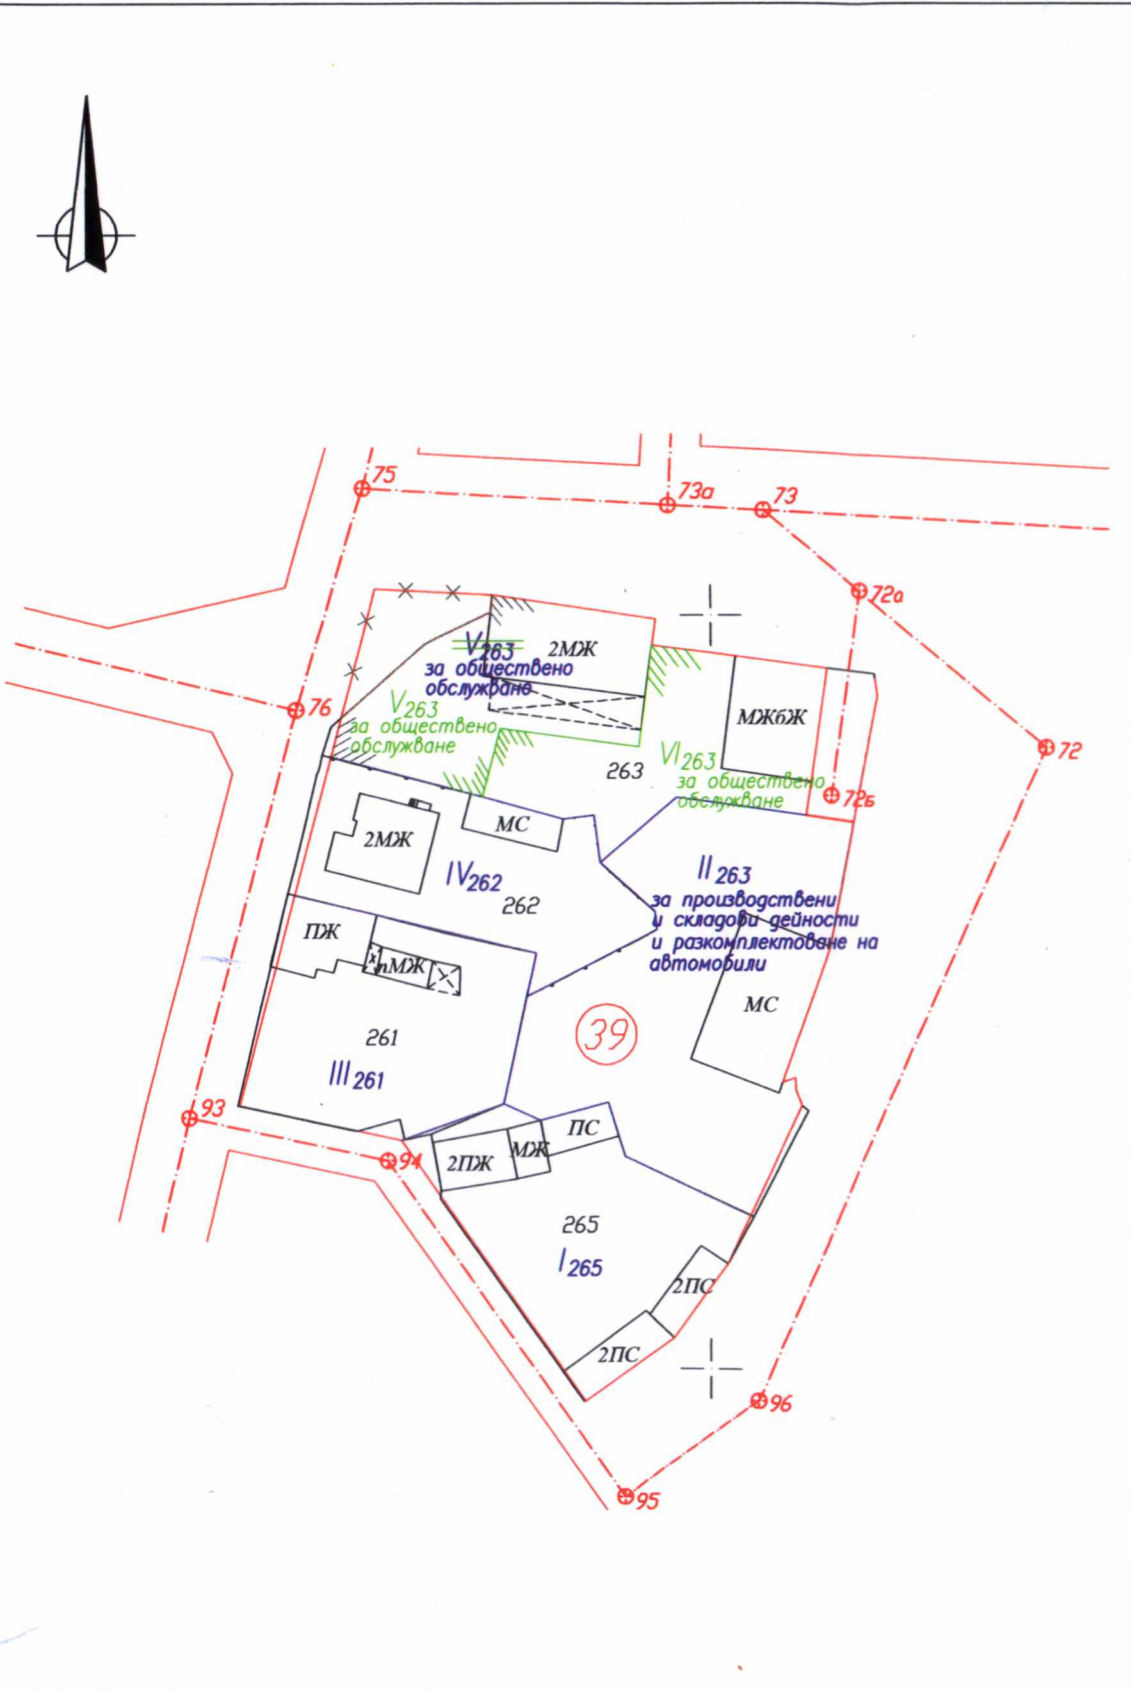 75
73а
73
72а
V263
за обществено
обслужвано
2МЖ
V263
за обществено
обслужване
76
МЖбЖ
72
263
VI263
за обществено
обслужване
72Б
МС
2МЖ
IV262
262
II263
за производствени
и складови дейности
и разкомплектоване на
автомобили
ПЖ
пМЖ
МС
261
39
III261
93
ПС
94
2ПЖ
МЖ
265
I265
2ПС
2ПС
96
95